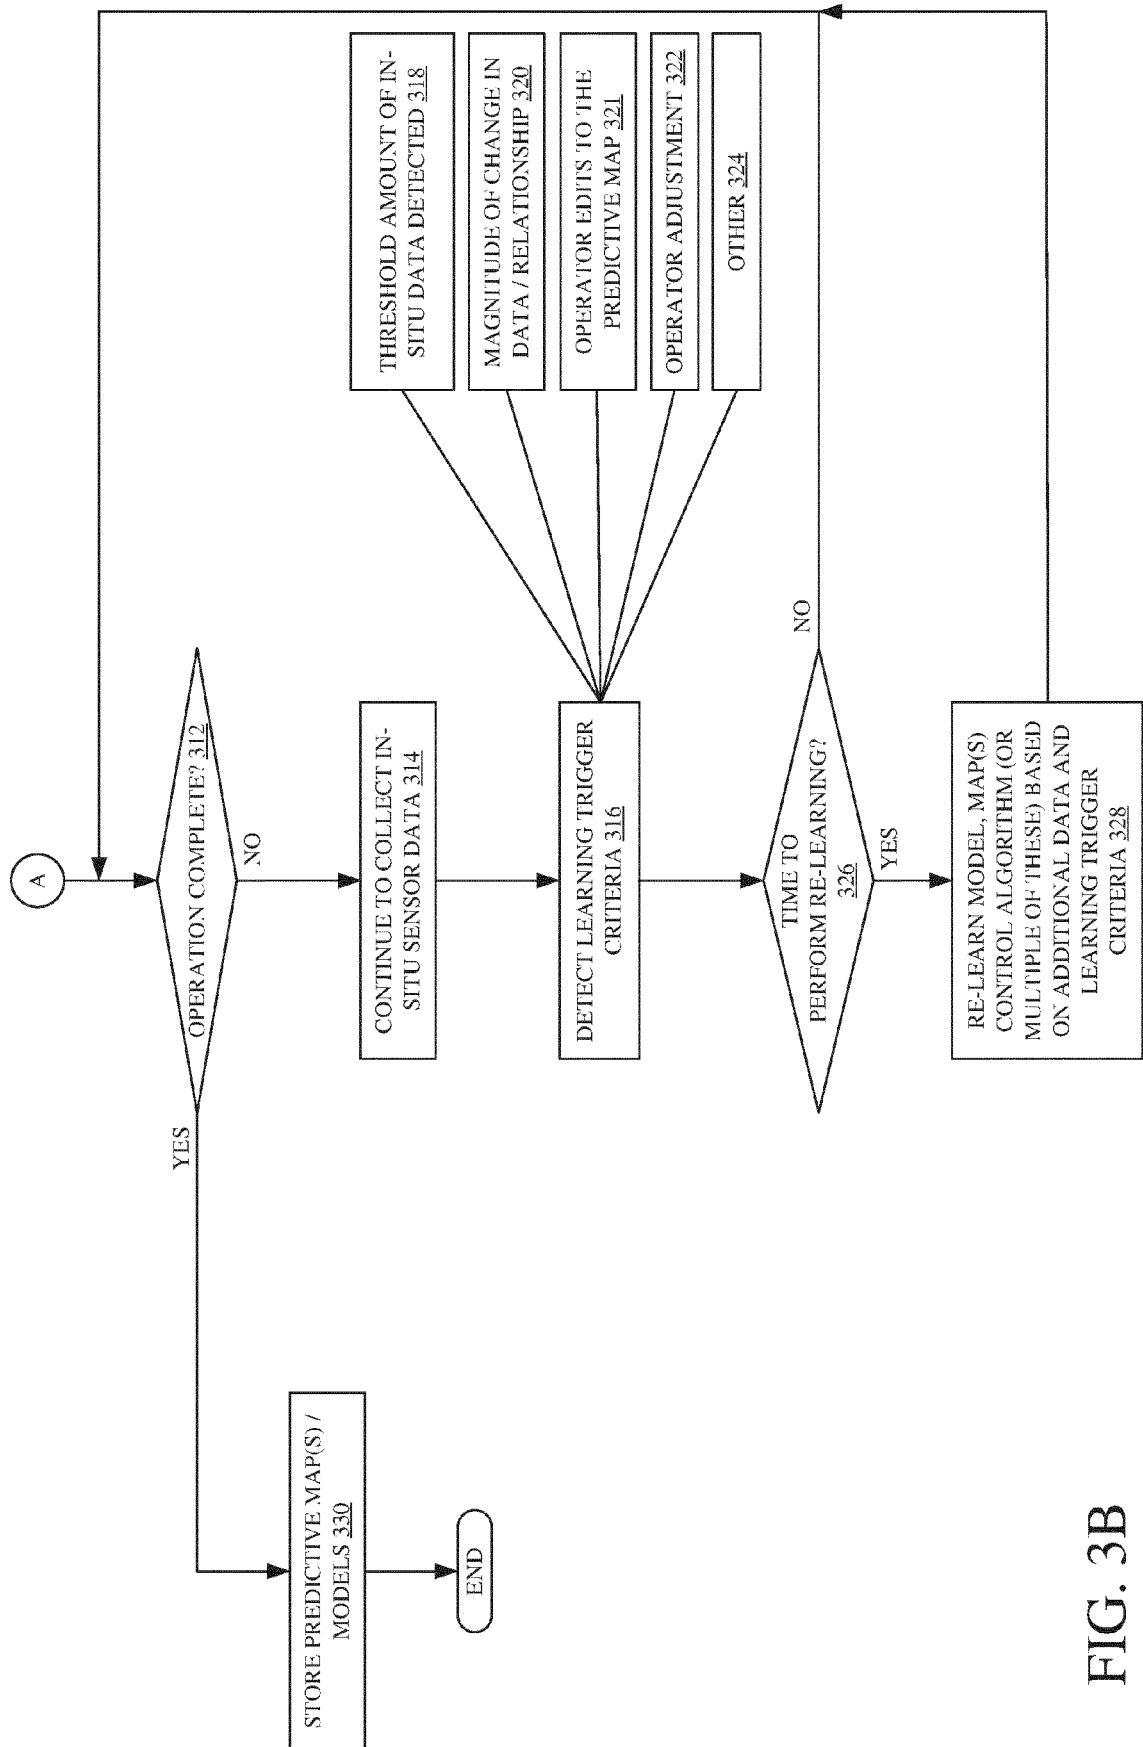 A
OPERATION COMPLETE? 312
YES
NO
STORE PREDICTIVE MAP(S) /
MODELS 330
END
CONTINUE TO COLLECT IN-
SITU SENSOR DATA 314
DETECT LEARNING TRIGGER
CRITERIA 316
THRESHOLD AMOUNT OF IN-
SITU DATA DETECTED 318
MAGNITUDE OF CHANGE IN
DATA / RELATIONSHIP 320
OPERATOR EDITS TO THE
PREDICTIVE MAP 321
OPERATOR ADJUSTMENT 322
OTHER 324
TIME TO
PERFORM RE-LEARNING?
326
NO
YES
RE-LEARN MODEL, MAP(S)
CONTROL ALGORITHM (OR
MULTIPLE OF THESE) BASED
ON ADDITIONAL DATA AND
LEARNING TRIGGER
CRITERIA 328
FIG. 3B